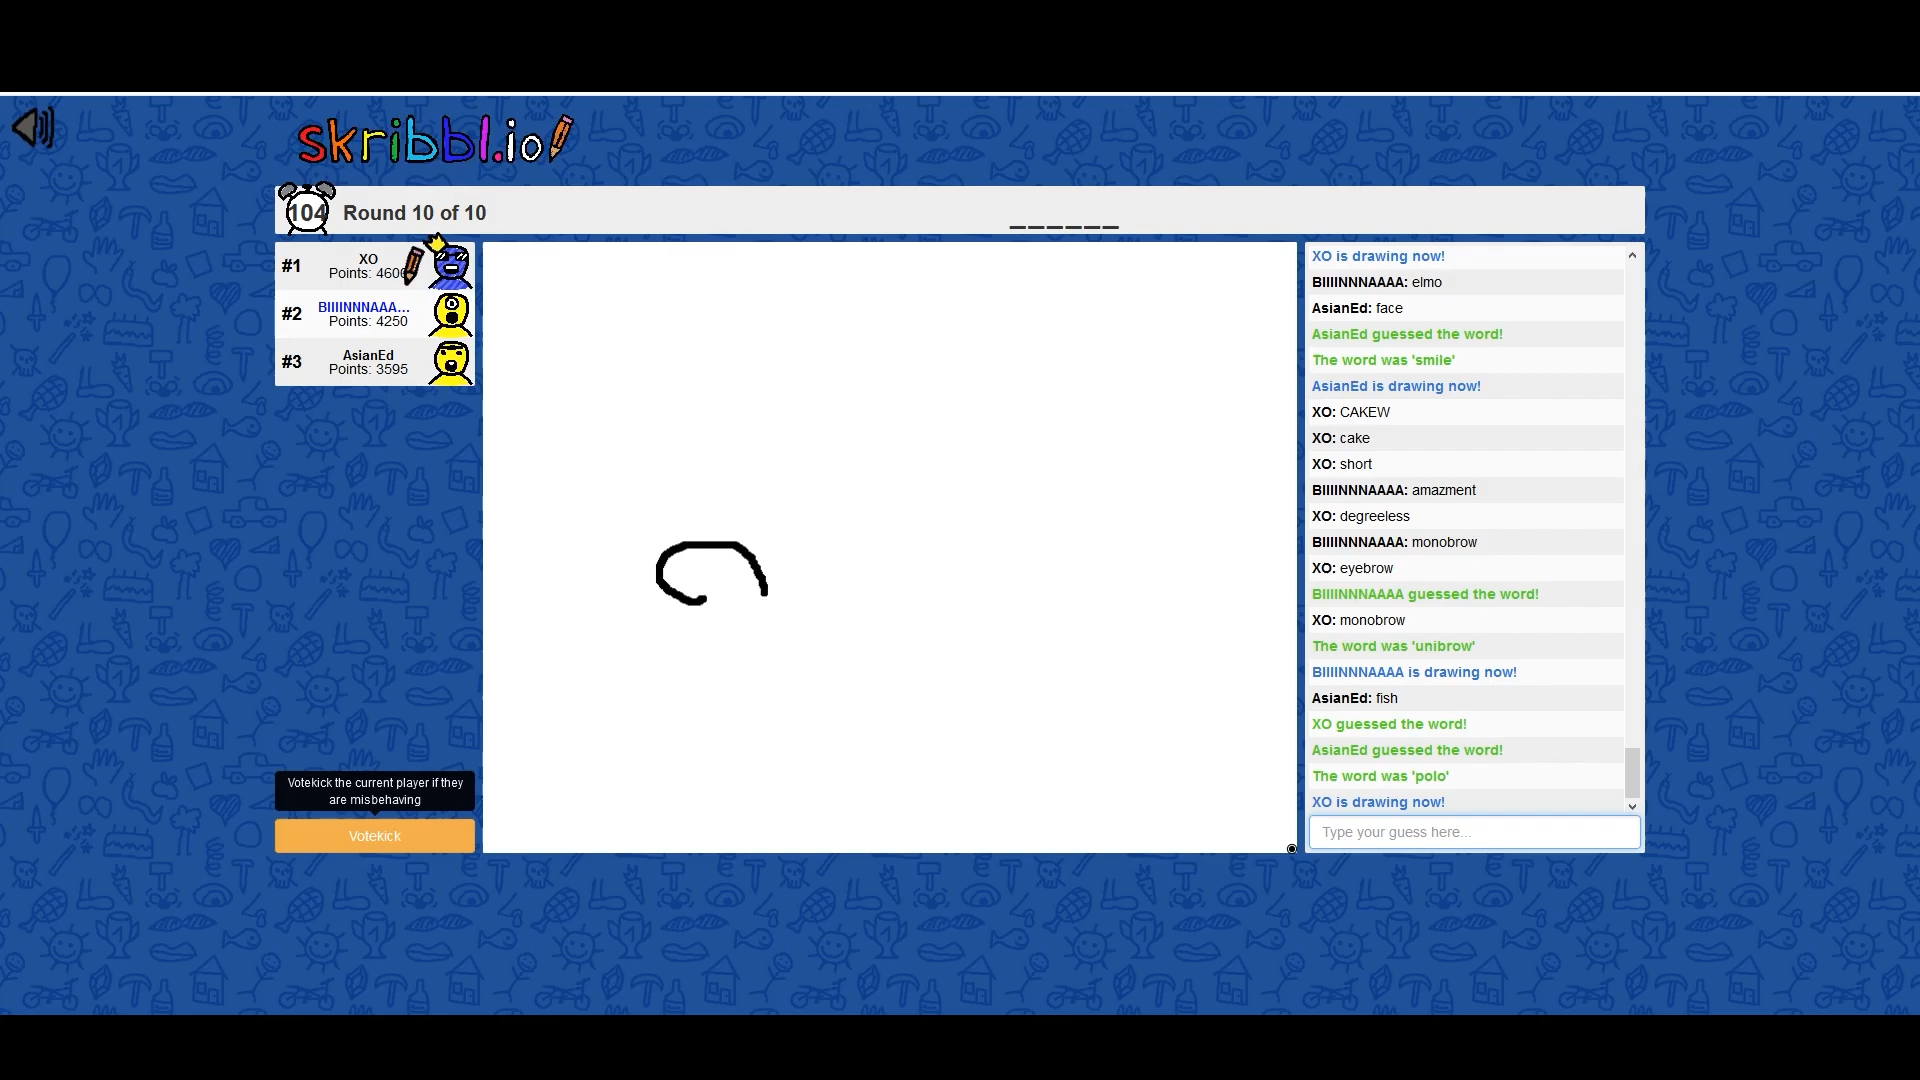 skribbl.io
104 Round 10 of 10
______
#1 XO
Points: 4600
#2 BIIIINNNAAA...
Points: 4250
#3 AsianEd
Points: 3595
Votekick the current player if they
are misbehaving
Votekick
XO is drawing now!
BIIIINNNAAAA: elmo
AsianEd: face
AsianEd guessed the word!
The word was 'smile'
AsianEd is drawing now!
XO: CAKEW
XO: cake
XO: short
BIIIINNNAAAA: amazment
XO: degreeless
BIIIINNNAAAA: monobrow
XO: eyebrow
BIIIINNNAAAA guessed the word!
XO: monobrow
The word was 'unibrow'
BIIIINNNAAAA is drawing now!
AsianEd: fish
XO guessed the word!
AsianEd guessed the word!
The word was 'polo'
XO is drawing now!
Type your guess here...